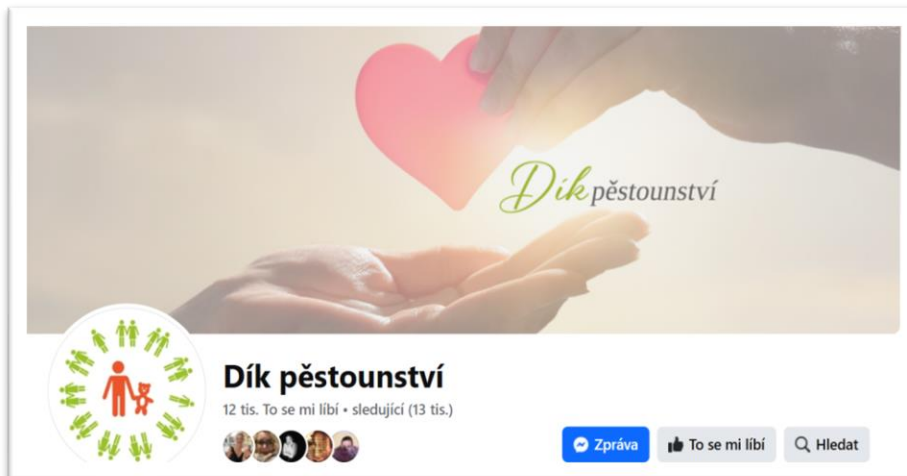 Dík pěstounství
Dík pěstounství
12 tis. To se mi líbí • sledující (13 tis.)
Zpráva
To se mi líbí
Hledat